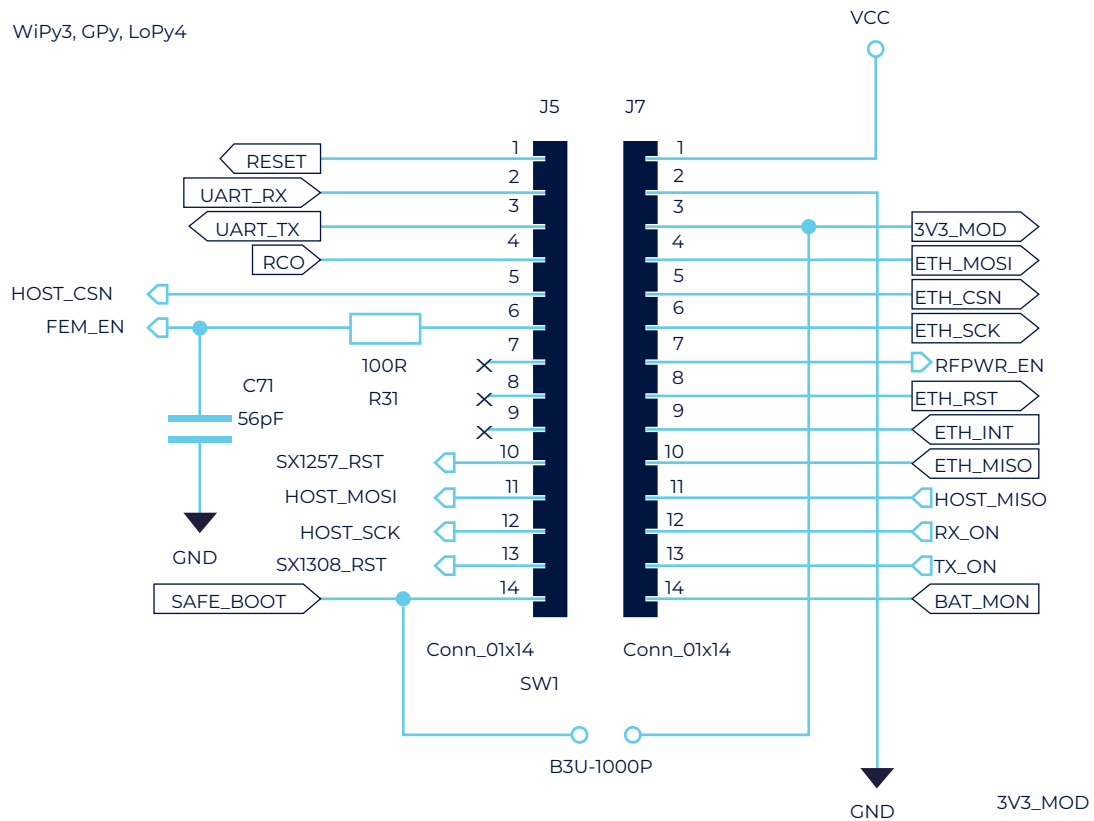 WiPy3, GPy, LoPy4
VCC
J5
J7
RESET
1
1
UART_RX
2
2
UART_TX
3
3
3V3_MOD
RCO
4
4
ETH_MOSI
HOST_CSN
5
5
ETH_CSN
FEM_EN
6
6
ETH_SCK
100R
R31
7
7
RFPWR_EN
C71
56pF
8
8
ETH_RST
9
9
ETH_INT
SX1257_RST
10
10
ETH_MISO
HOST_MOSI
11
11
HOST_MISO
HOST_SCK
12
12
RX_ON
GND
SX1308_RST
13
13
TX_ON
SAFE_BOOT
14
14
BAT_MON
Conn_01x14
Conn_01x14
SW1
B3U-1000P
GND
3V3_MOD